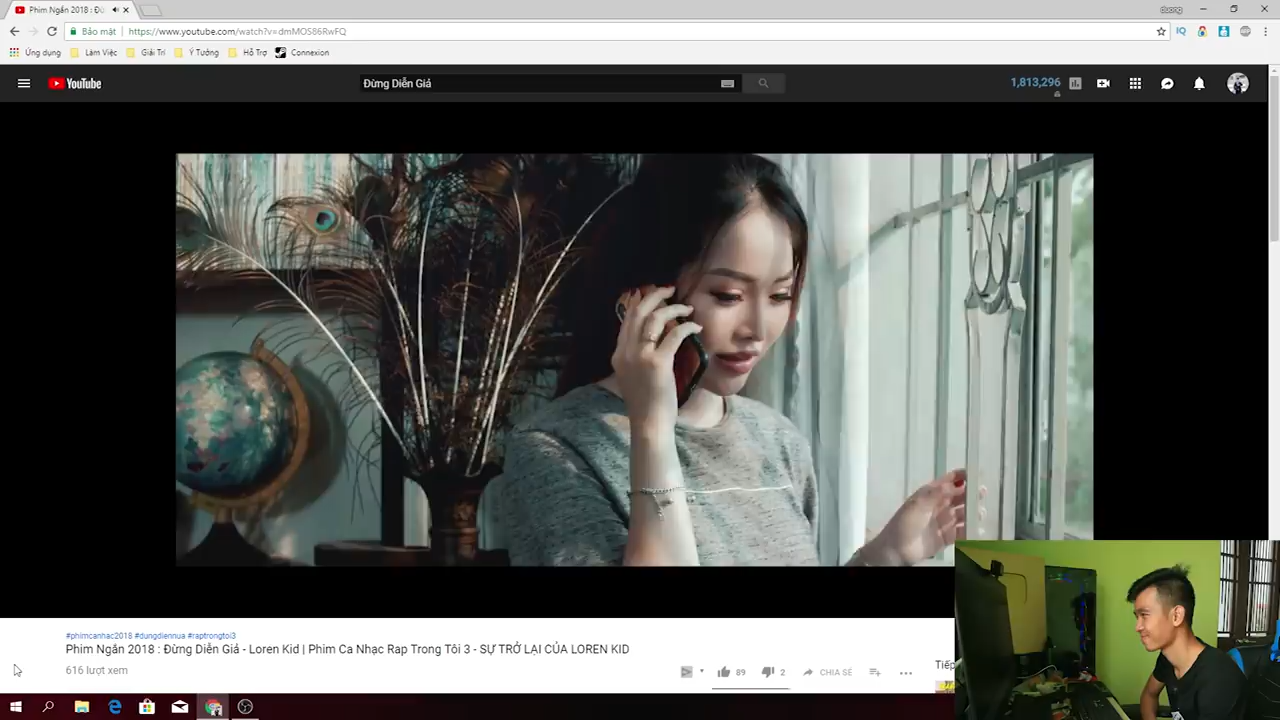 Phim Ngắn 2018 : Đừ
duong
Bảo mật
https://www.youtube.com/watch?v=dmMOS86RwFQ
IQ
Ứng dụng
Làm Việc
Giải Trí
Ý Tưởng
Hỗ Trợ
Connexion
YouTube
Đừng Diễn Giả
1,813,296
#phimcanhac2018 #dungdiennua #raptrongtoi3
Phim Ngắn 2018 : Đừng Diễn Giả - Loren Kid | Phim Ca Nhạc Rap Trong Tôi 3 - SỰ TRỞ LẠI CỦA LOREN KID
616 lượt xem
89
2
CHIA SẺ
Tiếp